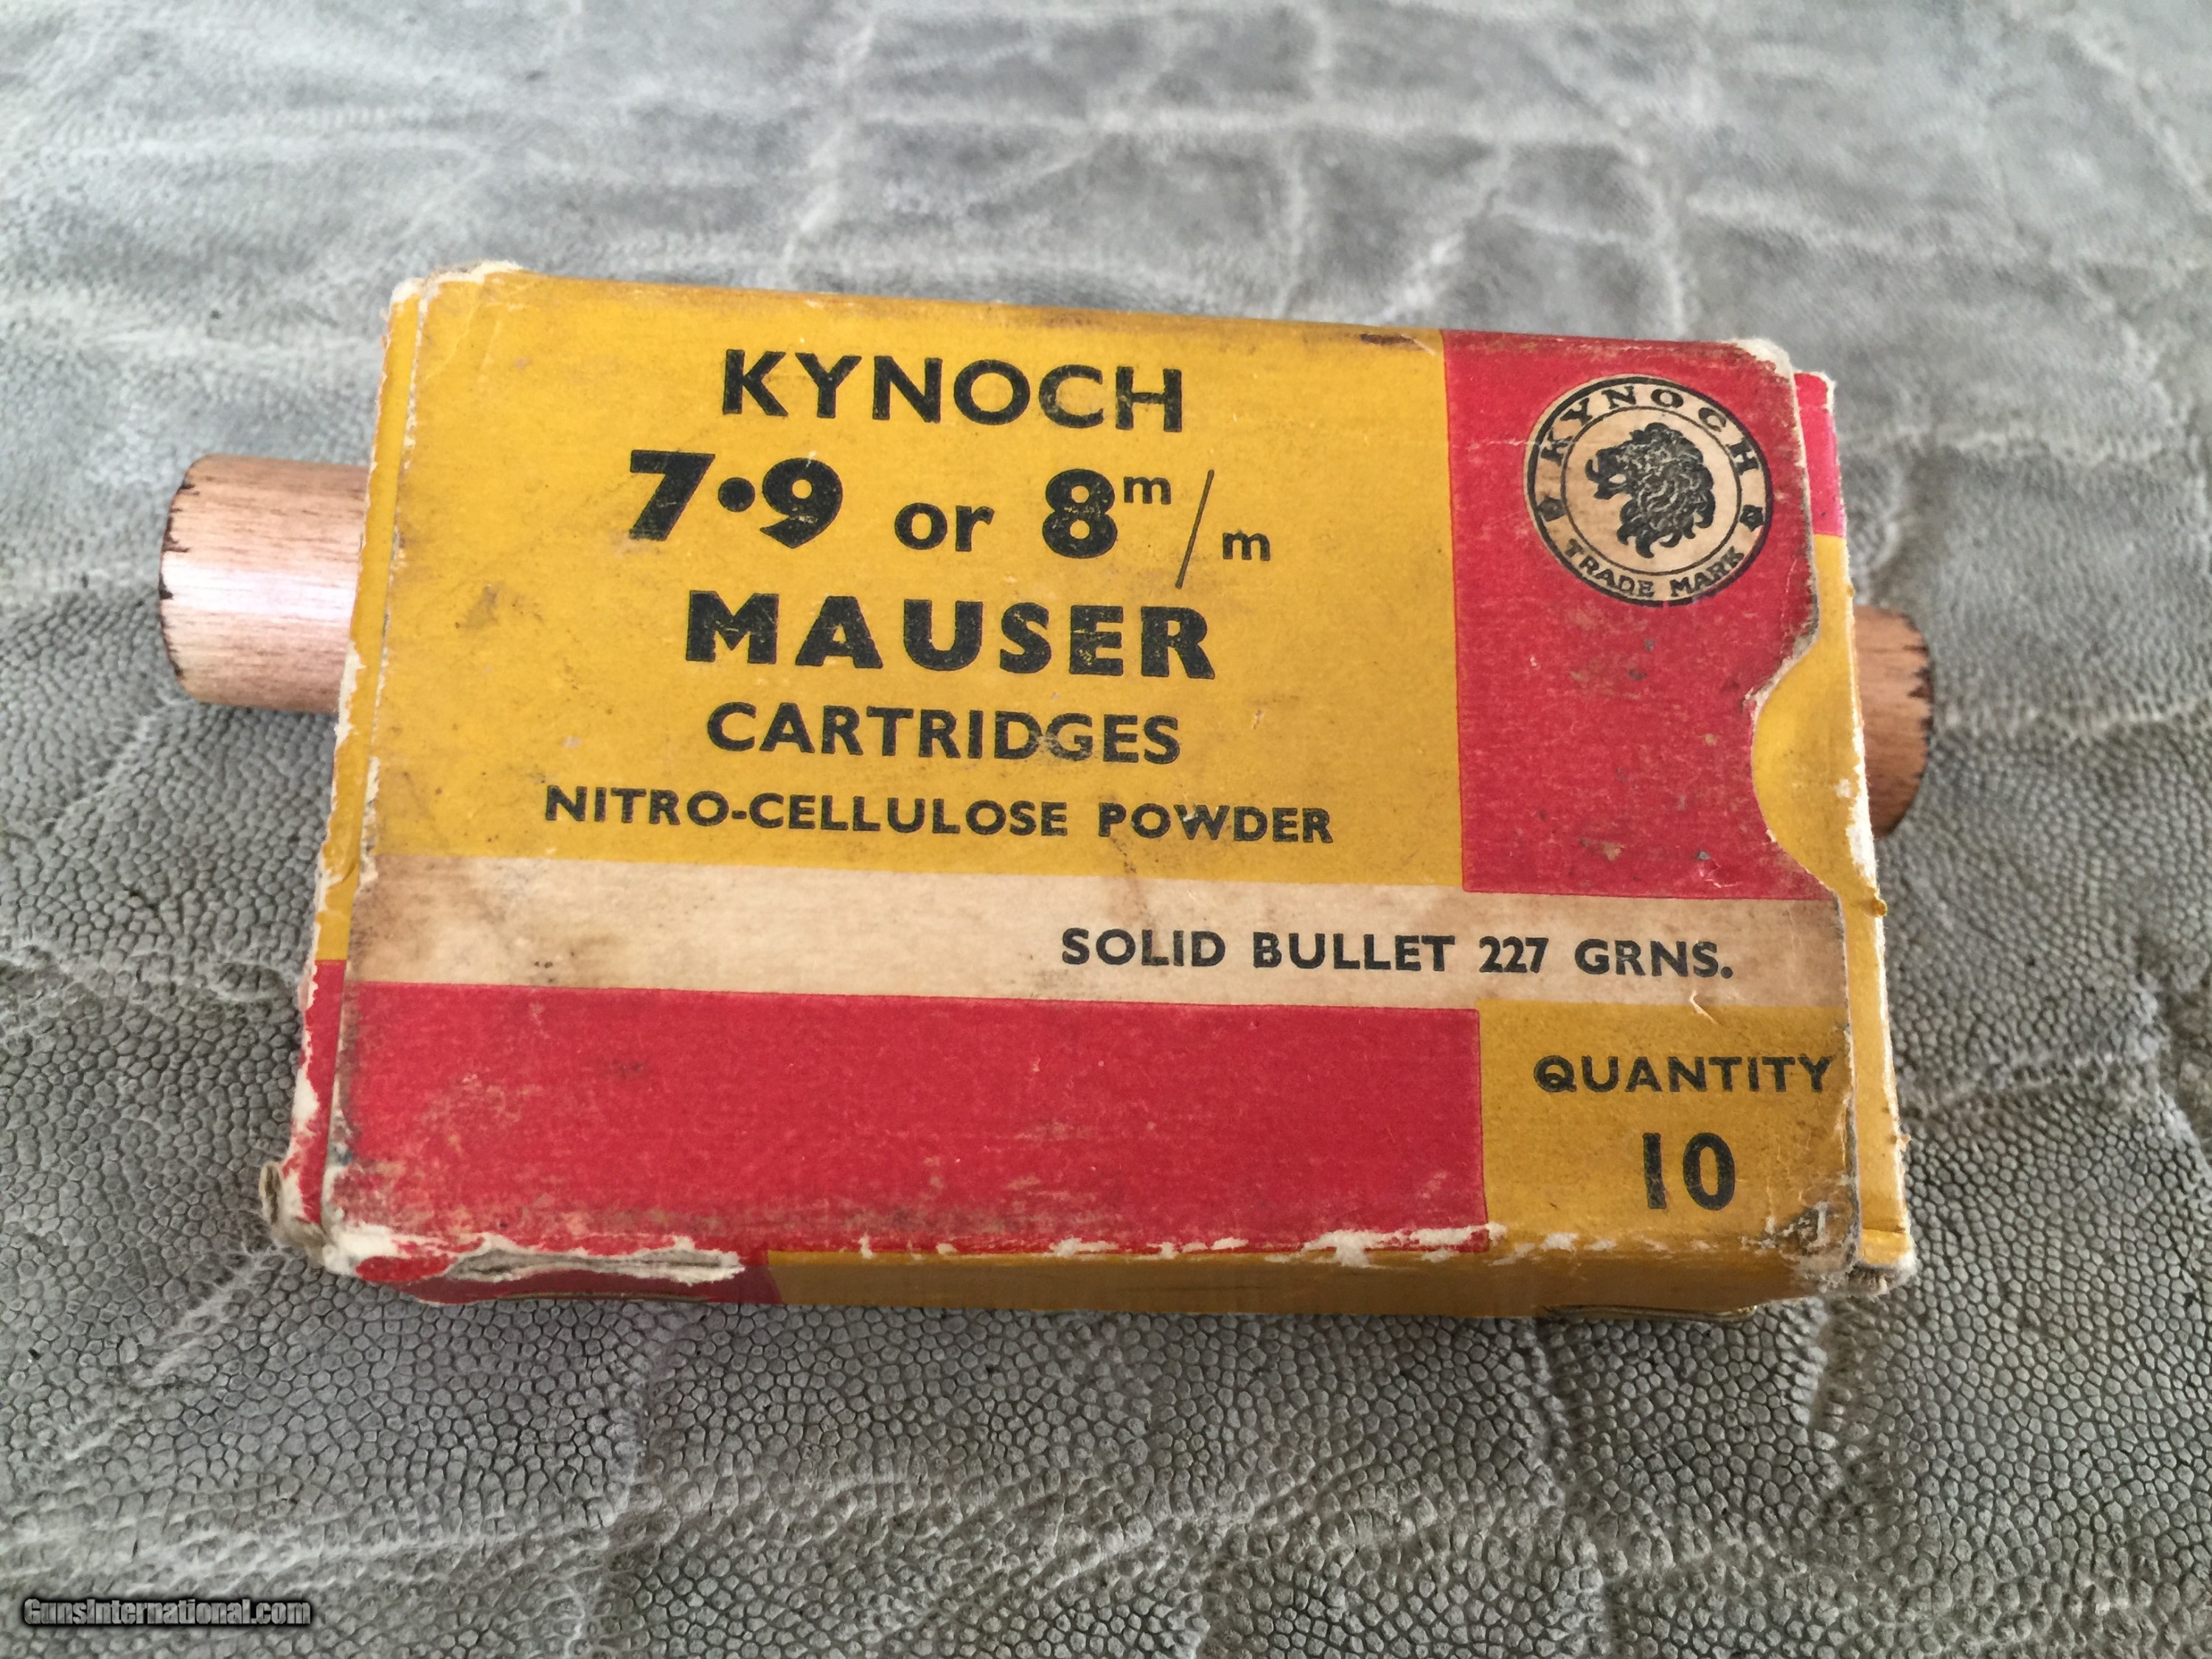 KYNOCH
7·9 or 8 m/m
MAUSER
CARTRIDGES
NITRO-CELLULOSE POWDER
KYNOCH
TRADE MARK
SOLID BULLET 227 GRNS.
QUANTITY
10
GunsInternational.com